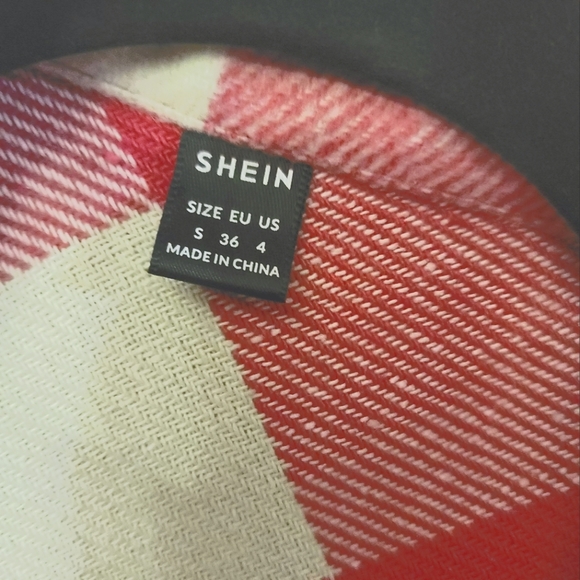 SHEIN
SIZE EU US
S 36 4
MADE IN CHINA